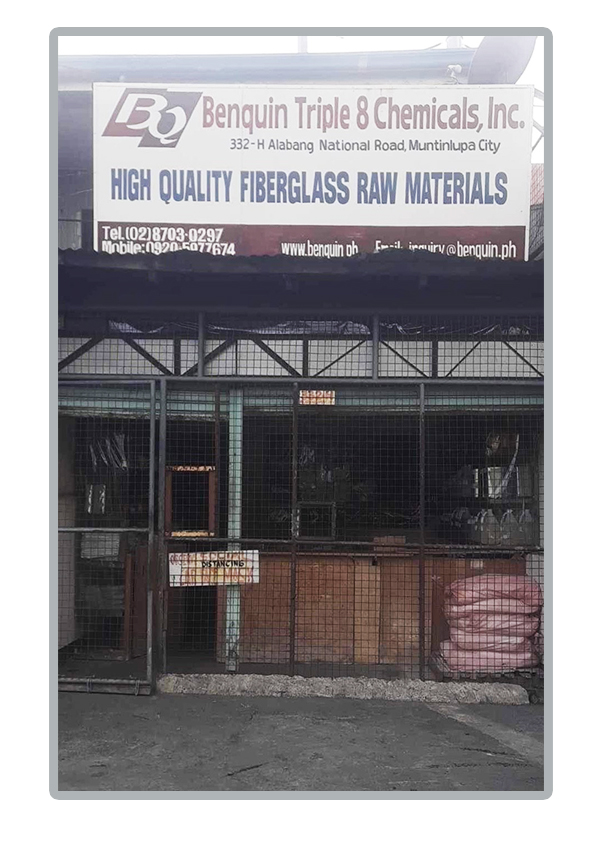 BQ Benquin Triple 8 Chemicals, Inc.
332-H Alabang National Road, Muntinlupa City
HIGH QUALITY FIBERGLASS RAW MATERIALS
Tel.(02)8703-0297
Mobile:0920-5977674 www.benquin.ph Email: inquiry@benquin.ph
DISTANCING